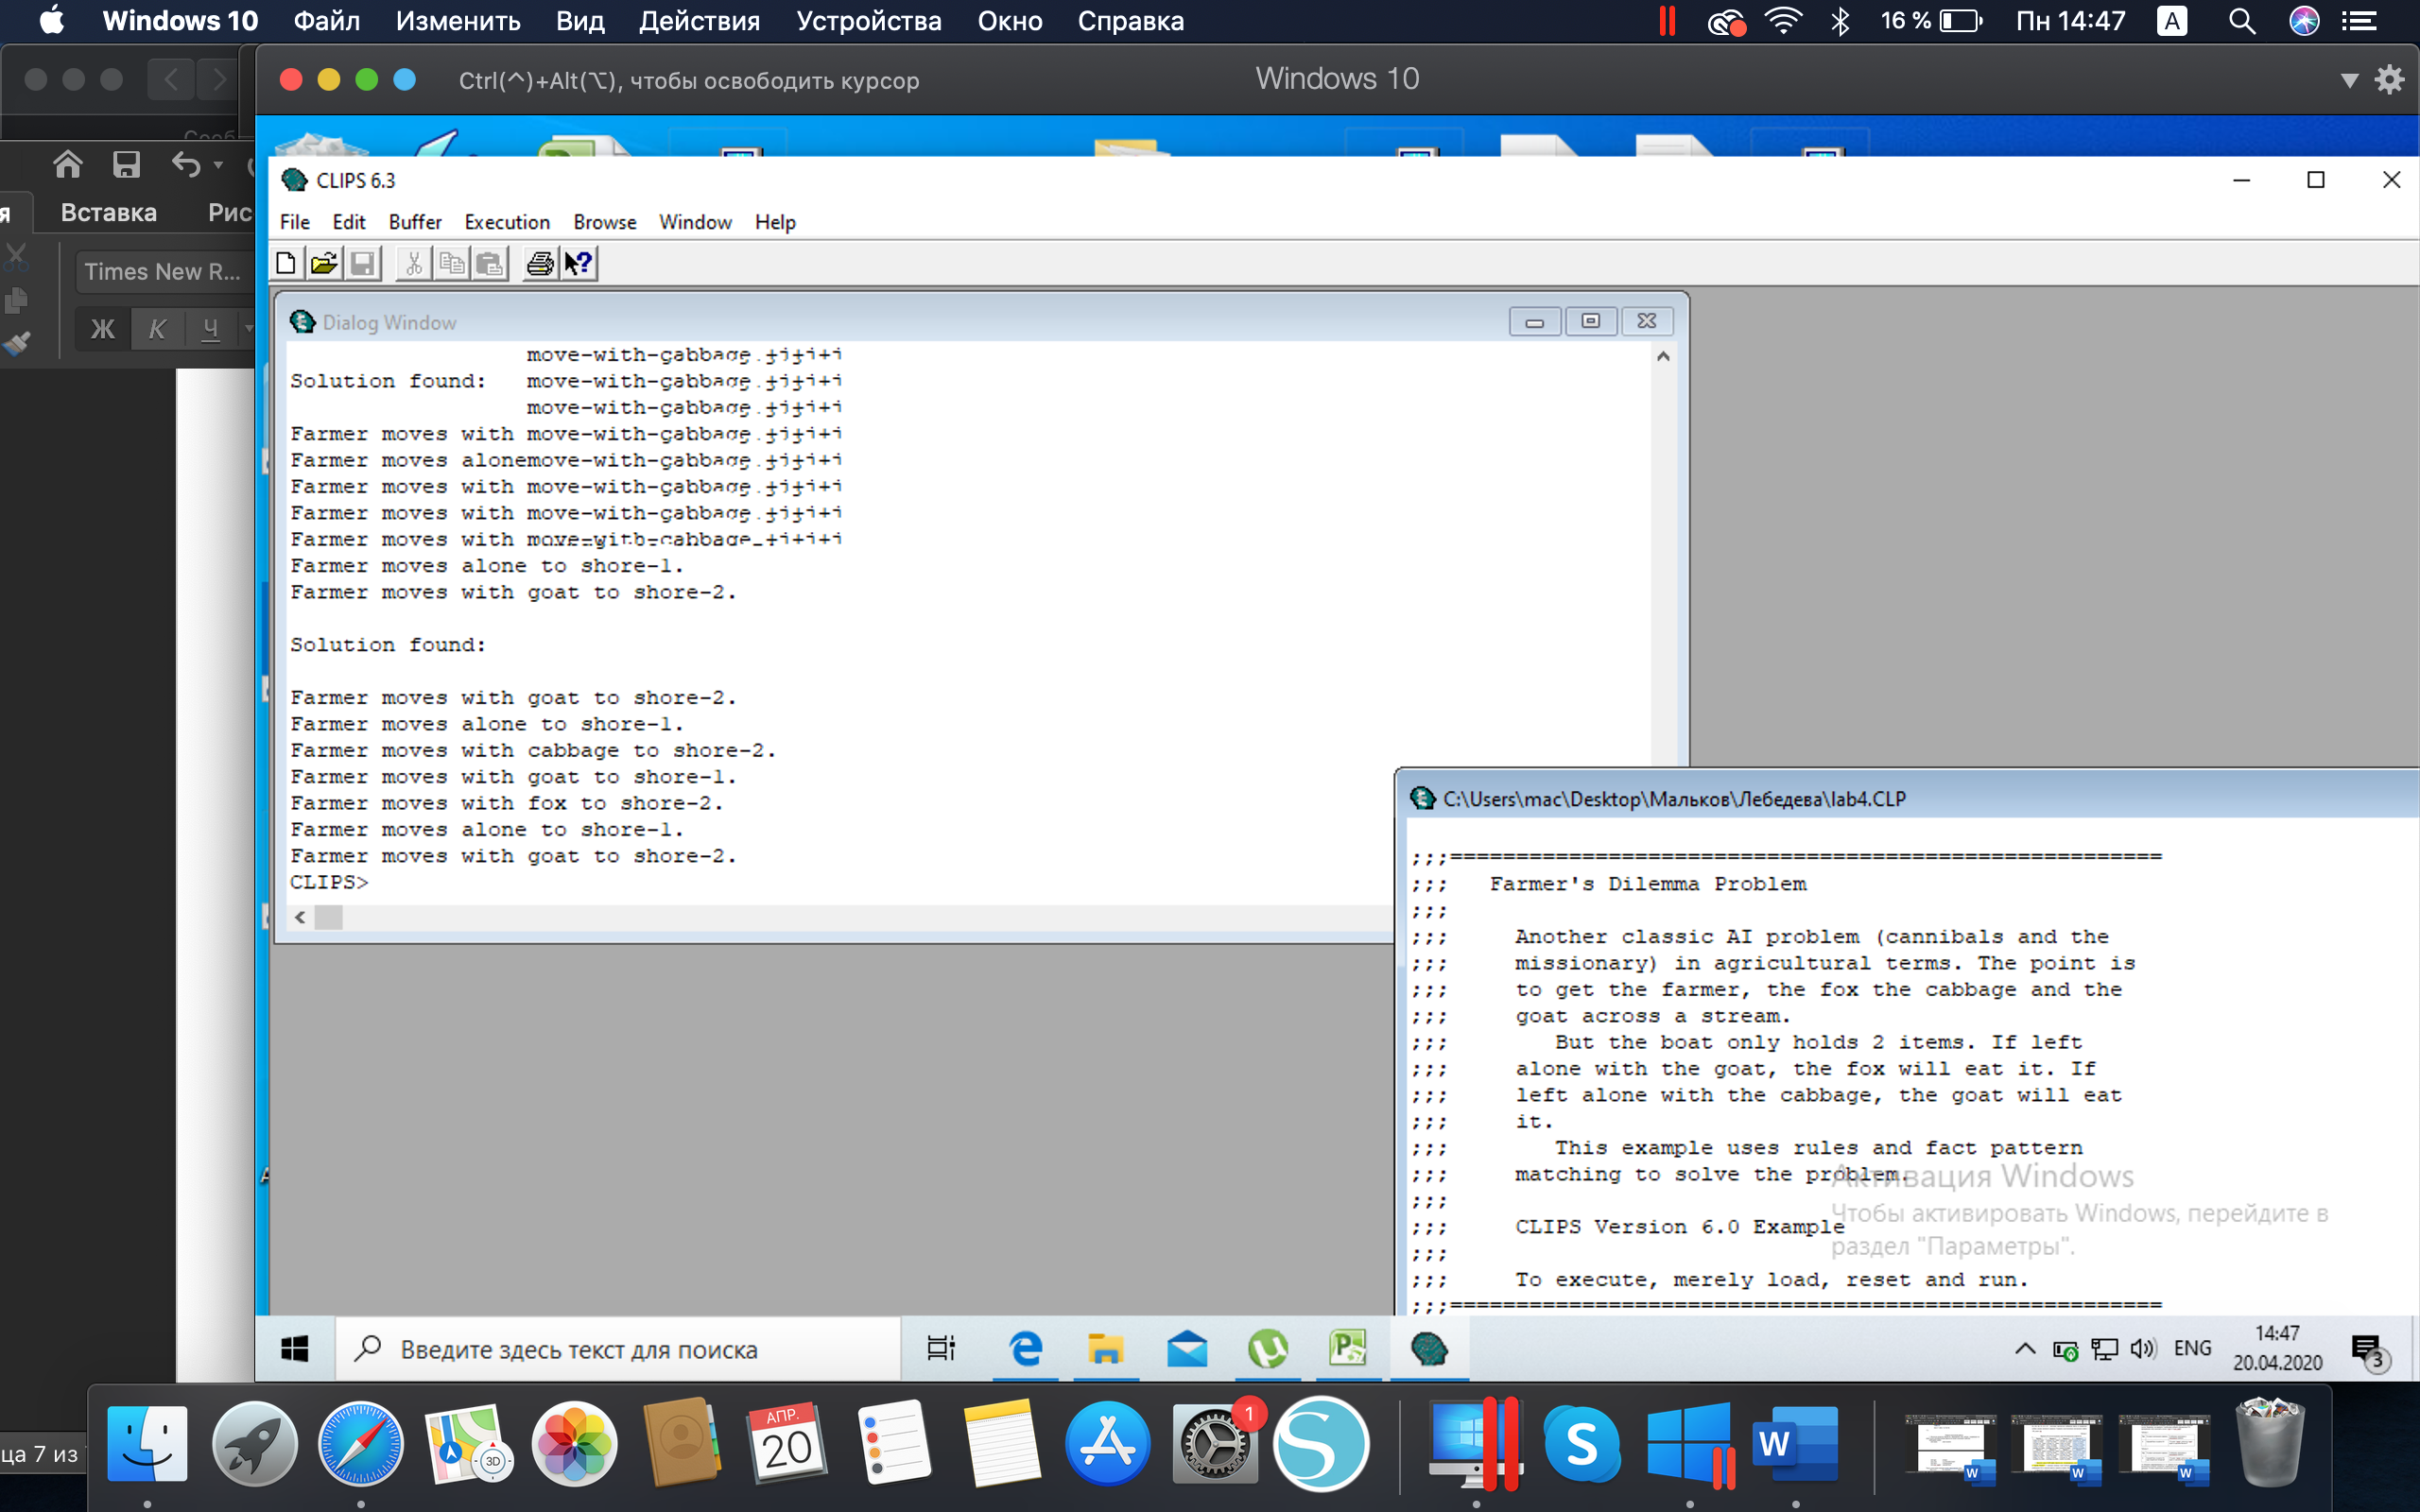 Windows 10 Файл Изменить Вид Действия Устройства Окно Справка 16 % Пн 14:47 A
Ctrl(^)+Alt(⌥), чтобы освободить курсор Windows 10
Вставка
Times New R...
Ж К Ч
CLIPS 6.3
File Edit Buffer Execution Browse Window Help
Dialog Window
Solution found:
Farmer moves with
Farmer moves alone
Farmer moves with
Farmer moves with
Farmer moves with
Farmer moves alone to shore-1.
Farmer moves with goat to shore-2.
Solution found:
Farmer moves with goat to shore-2.
Farmer moves alone to shore-1.
Farmer moves with cabbage to shore-2.
Farmer moves with goat to shore-1.
Farmer moves with fox to shore-2.
Farmer moves alone to shore-1.
Farmer moves with goat to shore-2.
CLIPS>
C:\Users\mac\Desktop\Мальков\Лебедева\lab4.CLP
;;;======================================================
;;; Farmer's Dilemma Problem
;;;
;;; Another classic AI problem (cannibals and the
;;; missionary) in agricultural terms. The point is
;;; to get the farmer, the fox the cabbage and the
;;; goat across a stream.
;;; But the boat only holds 2 items. If left
;;; alone with the goat, the fox will eat it. If
;;; left alone with the cabbage, the goat will eat
;;; it.
;;; This example uses rules and fact pattern
;;; matching to solve the problem.
;;;
;;; CLIPS Version 6.0 Example
;;;
;;; To execute, merely load, reset and run.
;;;======================================================
Активация Windows
Чтобы активировать Windows, перейдите в
раздел "Параметры".
Введите здесь текст для поиска
ENG
14:47
20.04.2020
3
ца 7 из
АПР.
20
3D
1